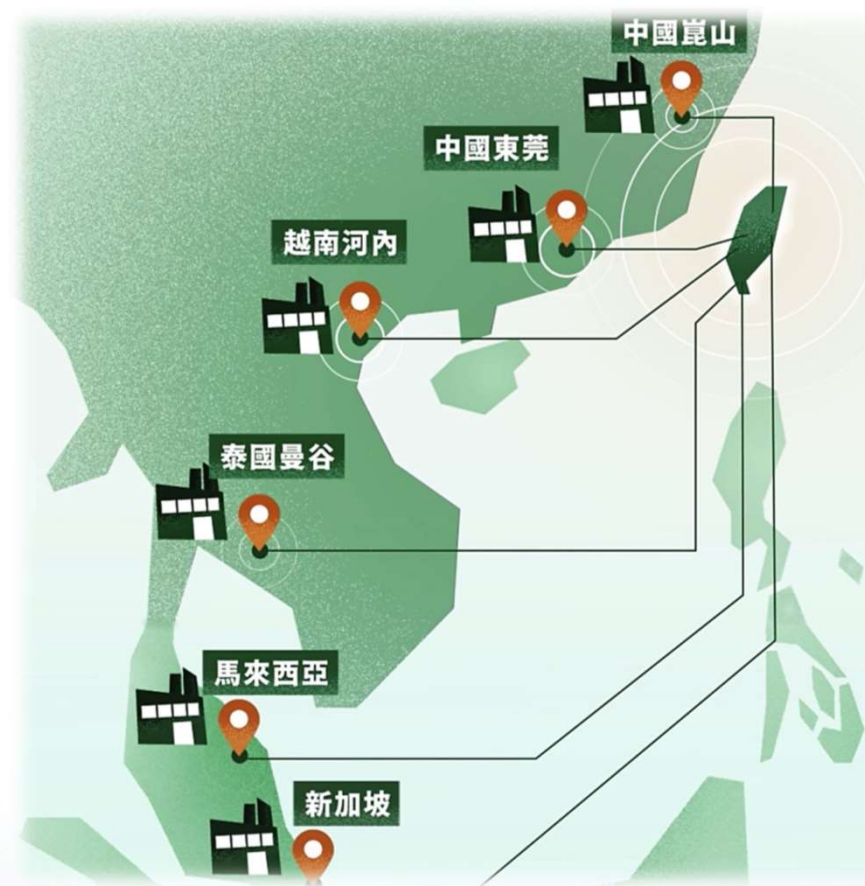 中國崑山
中國東莞
越南河內
泰國曼谷
馬來西亞
新加坡